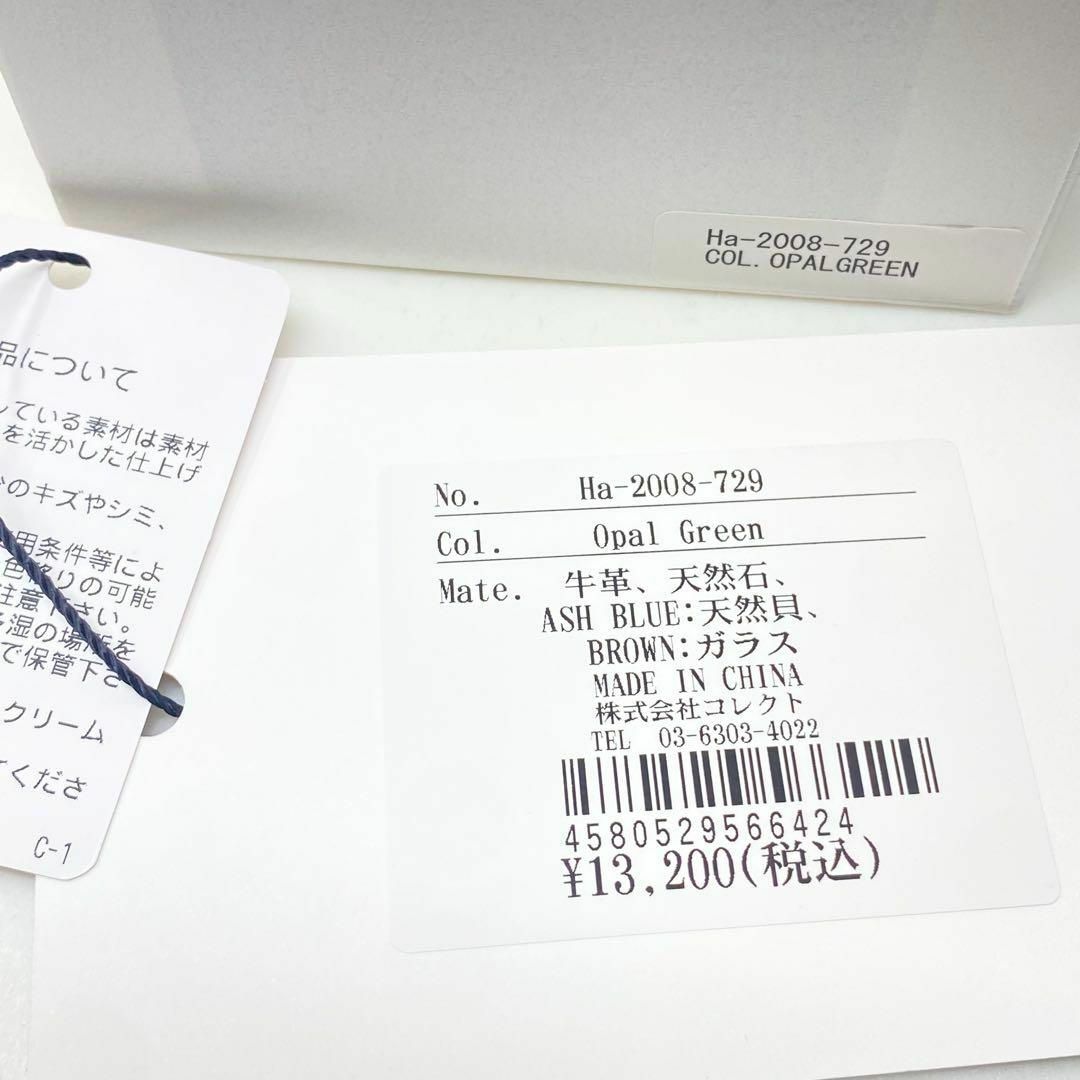 Ha-2008-729
COL. OPALGREEN
品について
している素材は素材
を活かした仕上げ
のキズやシミ、
用条件等によ
色移りの可能
注意下さい。
湿の場所を
で保管下さ
クリーム
くださ
C-1
No. Ha-2008-729
Col. Opal Green
Mate. 牛革、天然石、
ASH BLUE:天然貝、
BROWN:ガラス
MADE IN CHINA
株式会社コレクト
TEL 03-6303-4022
4580529566424
¥13,200(税込)